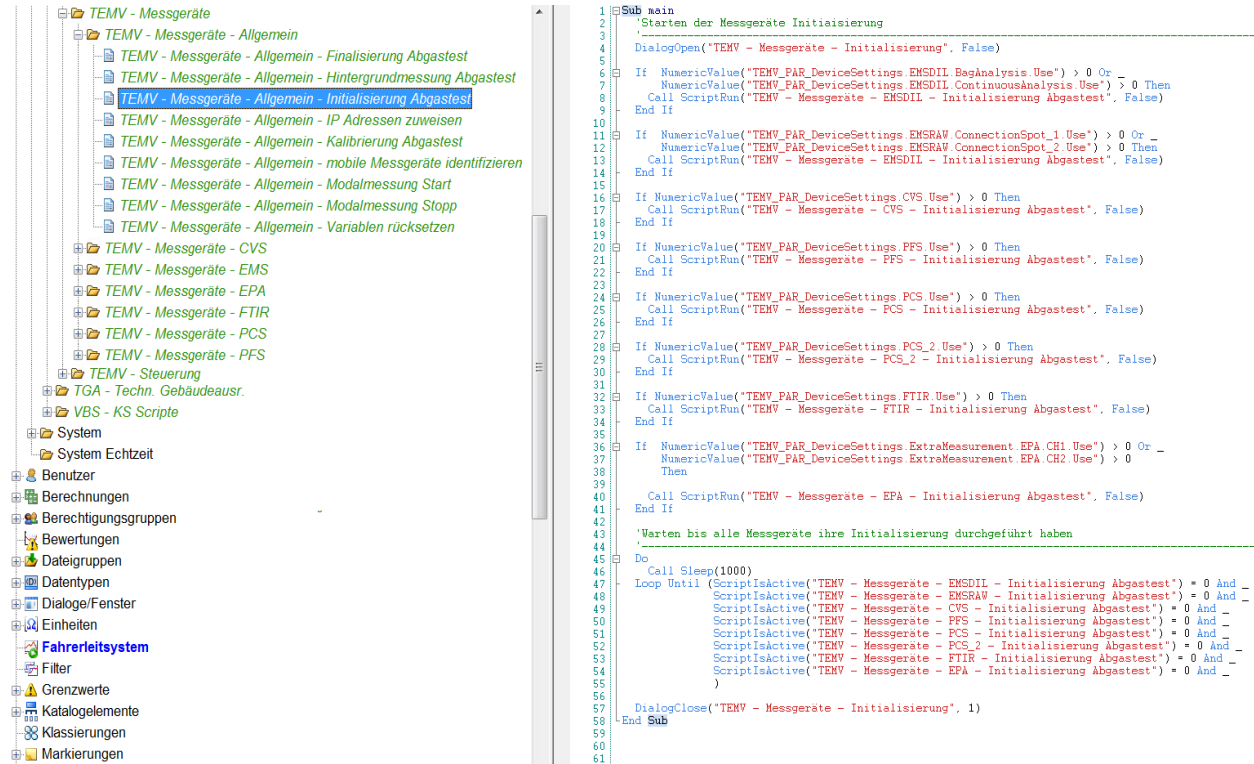 TEMV - Messgeräte
TEMV - Messgeräte - Allgemein
TEMV - Messgeräte - Allgemein - Finalisierung Abgastest
TEMV - Messgeräte - Allgemein - Hintergrundmessung Abgastest
TEMV - Messgeräte - Allgemein - Initialisierung Abgastest
TEMV - Messgeräte - Allgemein - IP Adressen zuweisen
TEMV - Messgeräte - Allgemein - Kalibrierung Abgastest
TEMV - Messgeräte - Allgemein - mobile Messgeräte identifizieren
TEMV - Messgeräte - Allgemein - Modalmessung Start
TEMV - Messgeräte - Allgemein - Modalmessung Stopp
TEMV - Messgeräte - Allgemein - Variablen rücksetzen
TEMV - Messgeräte - CVS
TEMV - Messgeräte - EMS
TEMV - Messgeräte - EPA
TEMV - Messgeräte - FTIR
TEMV - Messgeräte - PCS
TEMV - Messgeräte - PFS
TEMV - Steuerung
TGA - Techn. Gebäudeausr.
VBS - KS Scripte
System
System Echtzeit
Benutzer
Berechnungen
Berechtigungsgruppen
Bewertungen
Dateigruppen
Datentypen
Dialoge/Fenster
Einheiten
Fahrerleitsystem
Filter
Grenzwerte
Katalogelemente
Klassierungen
Markierungen
1 Sub main
2 'Starten der Messgeräte Initiaisierung
3 '--------------------------------------------------------------------------------
4 DialogOpen("TEMV - Messgeräte - Initialisierung", False)
5
6 If NumericValue("TEMV_PAR_DeviceSettings.EMSDIL.BagAnalysis.Use") > 0 Or _
7 NumericValue("TEMV_PAR_DeviceSettings.EMSDIL.ContinuousAnalysis.Use") > 0 Then
8 Call ScriptRun("TEMV - Messgeräte - EMSDIL - Initialisierung Abgastest", False)
9 End If
10
11 If NumericValue("TEMV_PAR_DeviceSettings.EMSRAW.ConnectionSpot_1.Use") > 0 Or _
12 NumericValue("TEMV_PAR_DeviceSettings.EMSRAW.ConnectionSpot_2.Use") > 0 Then
13 Call ScriptRun("TEMV - Messgeräte - EMSDIL - Initialisierung Abgastest", False)
14 End If
15
16 If NumericValue("TEMV_PAR_DeviceSettings.CVS.Use") > 0 Then
17 Call ScriptRun("TEMV - Messgeräte - CVS - Initialisierung Abgastest", False)
18 End If
19
20 If NumericValue("TEMV_PAR_DeviceSettings.PFS.Use") > 0 Then
21 Call ScriptRun("TEMV - Messgeräte - PFS - Initialisierung Abgastest", False)
22 End If
23
24 If NumericValue("TEMV_PAR_DeviceSettings.PCS.Use") > 0 Then
25 Call ScriptRun("TEMV - Messgeräte - PCS - Initialisierung Abgastest", False)
26 End If
27
28 If NumericValue("TEMV_PAR_DeviceSettings.PCS_2.Use") > 0 Then
29 Call ScriptRun("TEMV - Messgeräte - PCS_2 - Initialisierung Abgastest", False)
30 End If
31
32 If NumericValue("TEMV_PAR_DeviceSettings.FTIR.Use") > 0 Then
33 Call ScriptRun("TEMV - Messgeräte - FTIR - Initialisierung Abgastest", False)
34 End If
35
36 If NumericValue("TEMV_PAR_DeviceSettings.ExtraMeasurement.EPA.CH1.Use") > 0 Or _
37 NumericValue("TEMV_PAR_DeviceSettings.ExtraMeasurement.EPA.CH2.Use") > 0
38 Then
39
40 Call ScriptRun("TEMV - Messgeräte - EPA - Initialisierung Abgastest", False)
41 End If
42
43 'Warten bis alle Messgeräte ihre Initialisierung durchgeführt haben
44 '--------------------------------------------------------------------------------
45 Do
46 Call Sleep(1000)
47 Loop Until (ScriptIsActive("TEMV - Messgeräte - EMSDIL - Initialisierung Abgastest") = 0 And _
48 ScriptIsActive("TEMV - Messgeräte - EMSRAW - Initialisierung Abgastest") = 0 And _
49 ScriptIsActive("TEMV - Messgeräte - CVS - Initialisierung Abgastest") = 0 And _
50 ScriptIsActive("TEMV - Messgeräte - PFS - Initialisierung Abgastest") = 0 And _
51 ScriptIsActive("TEMV - Messgeräte - PCS - Initialisierung Abgastest") = 0 And _
52 ScriptIsActive("TEMV - Messgeräte - PCS_2 - Initialisierung Abgastest") = 0 And _
53 ScriptIsActive("TEMV - Messgeräte - FTIR - Initialisierung Abgastest") = 0 And _
54 ScriptIsActive("TEMV - Messgeräte - EPA - Initialisierung Abgastest") = 0 And _
55 )
56
57 DialogClose("TEMV - Messgeräte - Initialisierung", 1)
58 End Sub
59
60
61